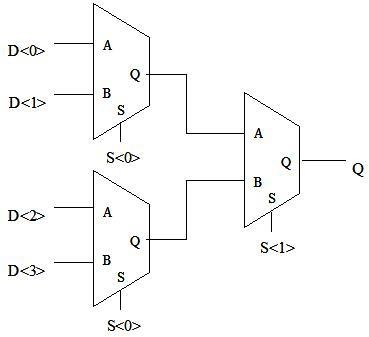 D<0> A
Q
D<1> B
S
S<0>
A
Q Q
B
S
S<1>
D<2> A
Q
D<3> B
S
S<0>